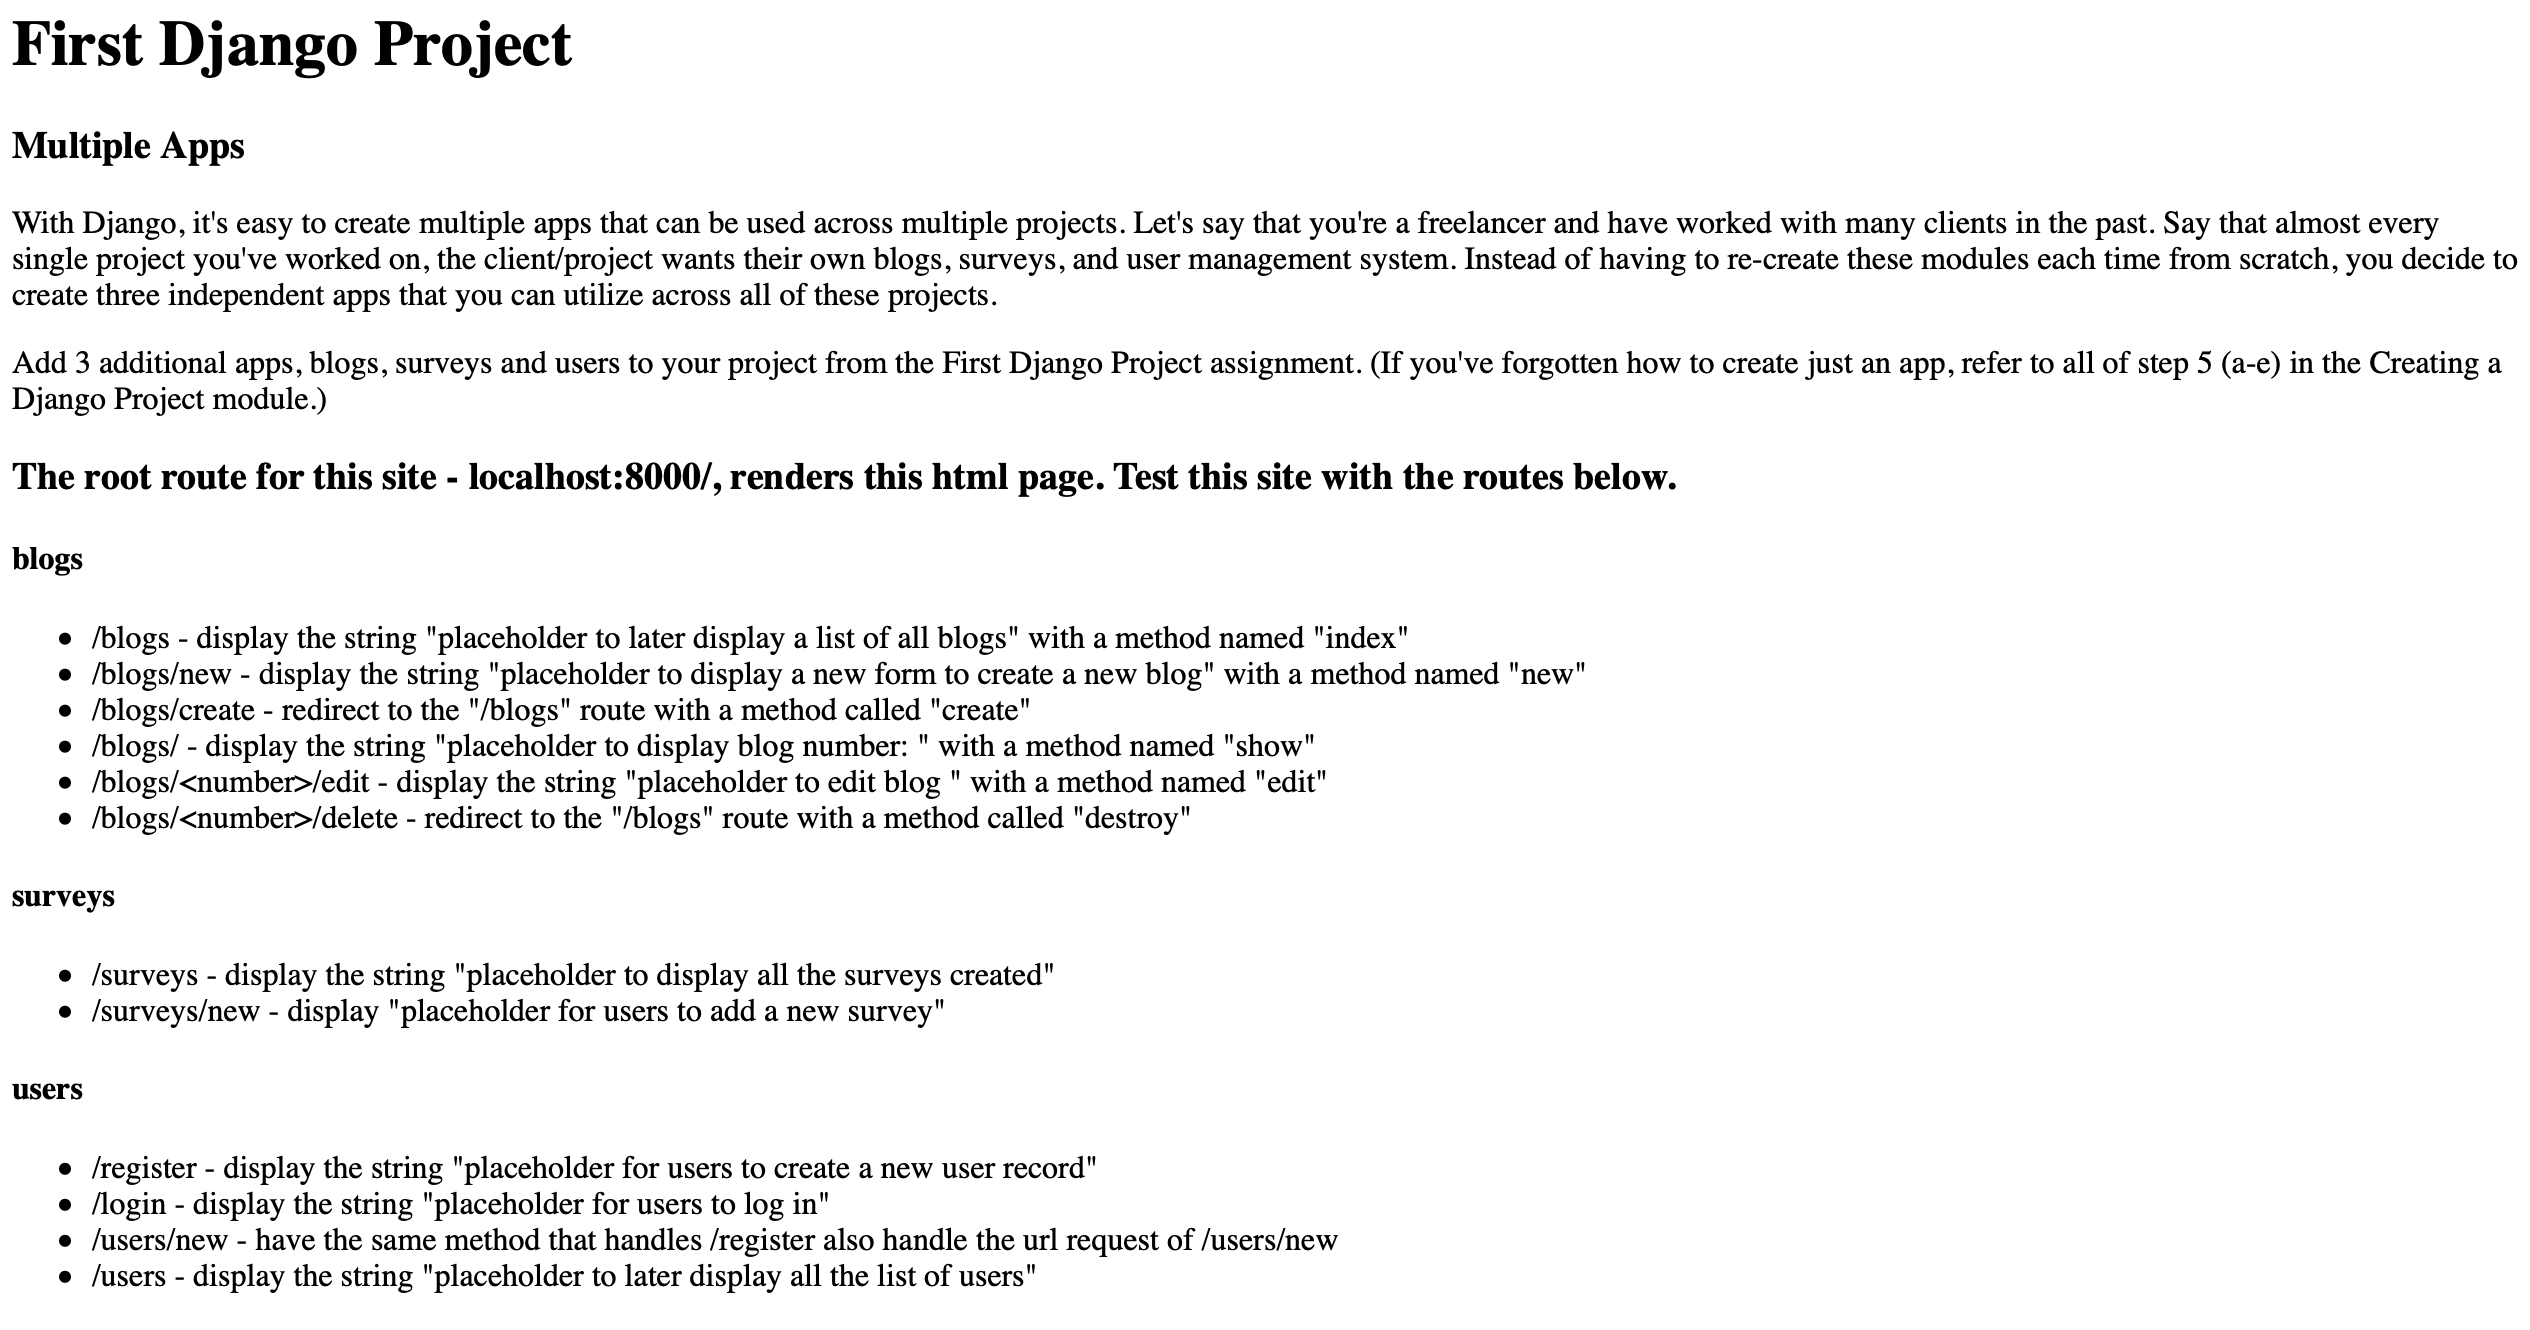 First Django Project
Multiple Apps
With Django, it's easy to create multiple apps that can be used across multiple projects. Let's say that you're a freelancer and have worked with many clients in the past. Say that almost every
single project you've worked on, the client/project wants their own blogs, surveys, and user management system. Instead of having to re-create these modules each time from scratch, you decide to
create three independent apps that you can utilize across all of these projects.
Add 3 additional apps, blogs, surveys and users to your project from the First Django Project assignment. (If you've forgotten how to create just an app, refer to all of step 5 (a-e) in the Creating a
Django Project module.)
The root route for this site - localhost:8000/, renders this html page. Test this site with the routes below.
blogs
• /blogs - display the string "placeholder to later display a list of all blogs" with a method named "index"
• /blogs/new - display the string "placeholder to display a new form to create a new blog" with a method named "new"
• /blogs/create - redirect to the "/blogs" route with a method called "create"
• /blogs/ - display the string "placeholder to display blog number: " with a method named "show"
• /blogs/<number>/edit - display the string "placeholder to edit blog " with a method named "edit"
• /blogs/<number>/delete - redirect to the "/blogs" route with a method called "destroy"
surveys
• /surveys - display the string "placeholder to display all the surveys created"
• /surveys/new - display "placeholder for users to add a new survey"
users
• /register - display the string "placeholder for users to create a new user record"
• /login - display the string "placeholder for users to log in"
• /users/new - have the same method that handles /register also handle the url request of /users/new
• /users - display the string "placeholder to later display all the list of users"